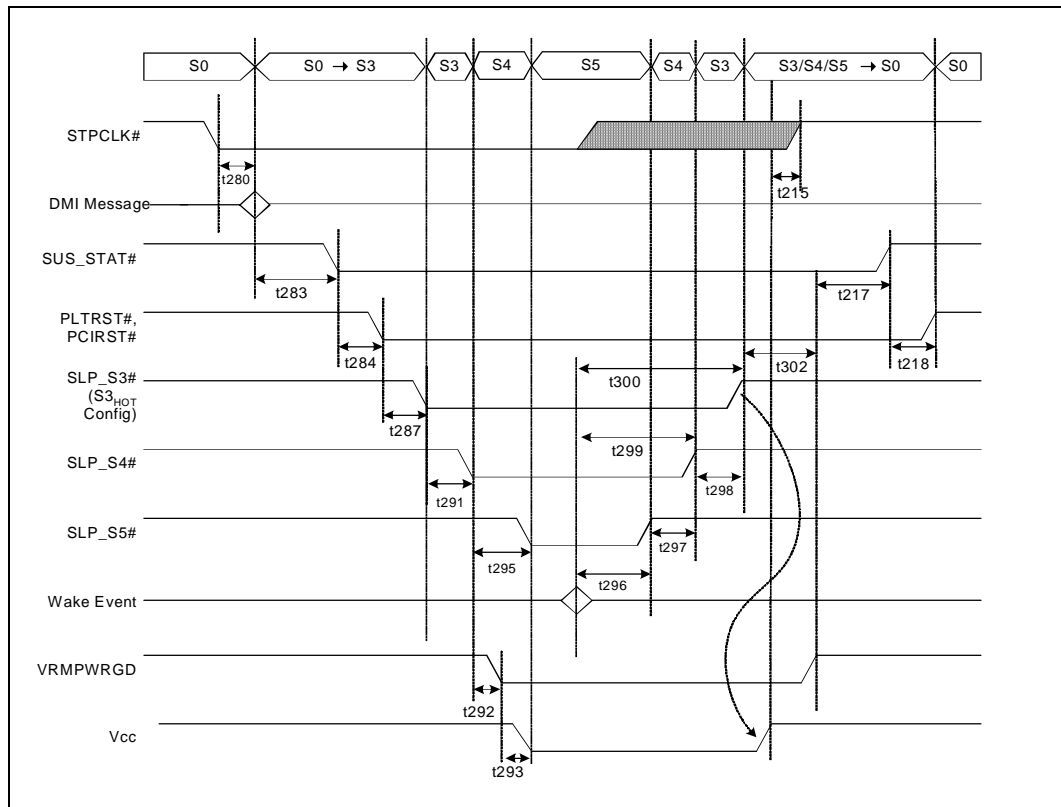 S0 S0 → S3 S3 S4 S5 S4 S3 S3/S4/S5 → S0 S0
STPCLK#
t280
t215
DMI Message
SUS_STAT#
t283
t217
PLTRST#,
PCIRST#
t284
t302
t218
SLP_S3#
(S3HOT
Config)
t300
t287
t299
SLP_S4#
t291
t298
SLP_S5#
t295
t297
t296
Wake Event
VRMPWRGD
t292
Vcc
t293